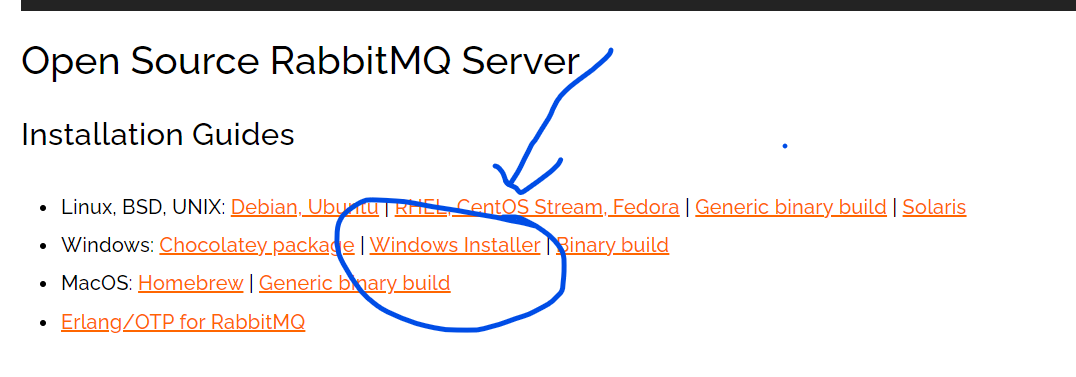 Open Source RabbitMQ Server
Installation Guides
• Linux, BSD, UNIX: Debian, Ubuntu | RHEL, CentOS Stream, Fedora | Generic binary build | Solaris
• Windows: Chocolatey package | Windows Installer | Binary build
• MacOS: Homebrew | Generic binary build
• Erlang/OTP for RabbitMQ